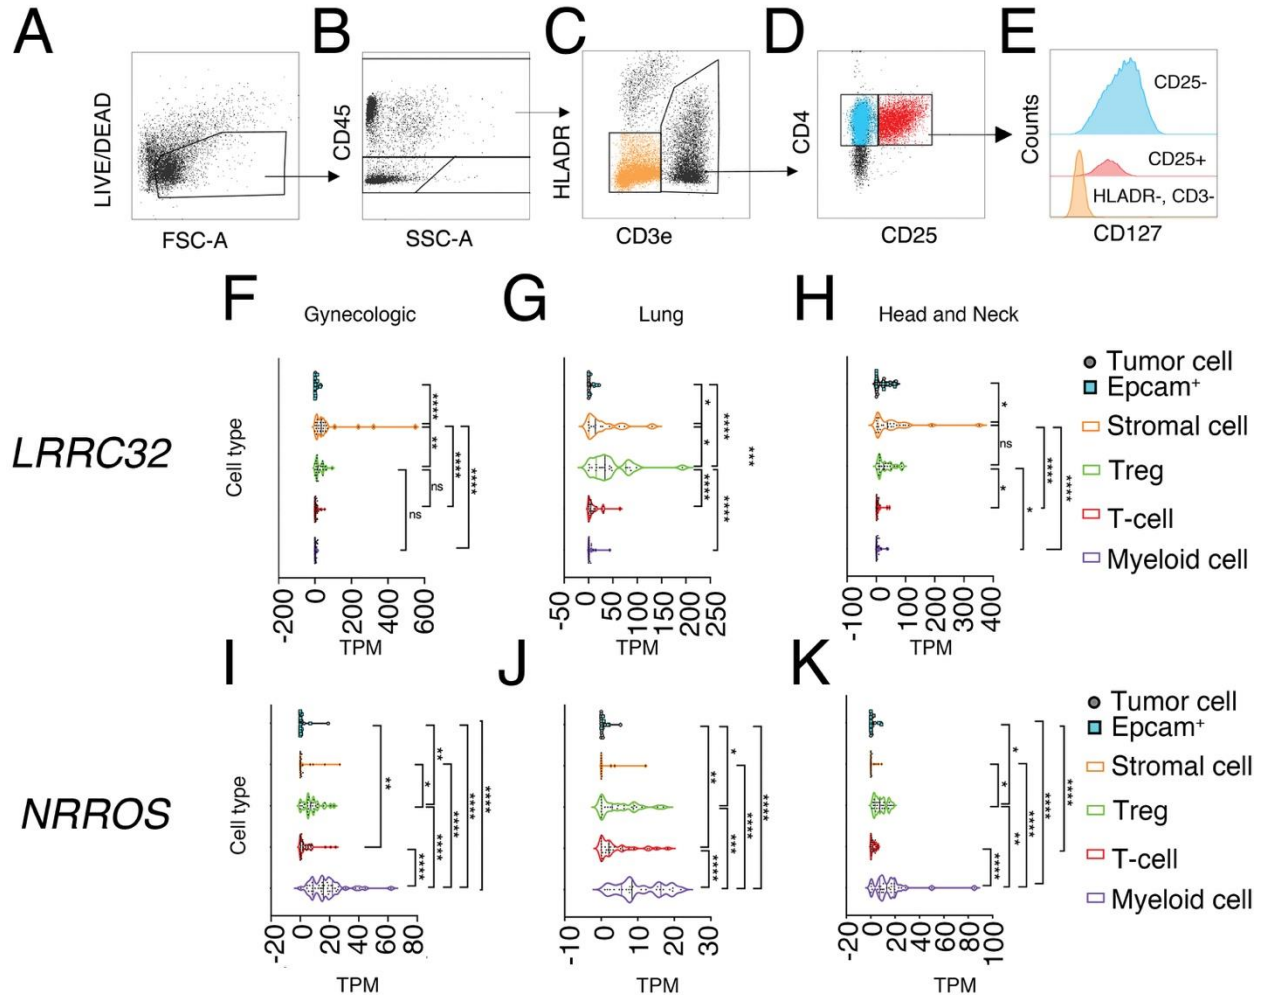 A
B
C
D
E
LIVE/DEAD
FSC-A
CD45
SSC-A
HLADR
CD3e
CD4
CD25
Counts
CD25-
CD25+
HLADR-, CD3-
CD127
F
Gynecologic
G
Lung
H
Head and Neck
LRRC32
Cell type
****
**
ns
****
****
ns
-200 0 200 400 600
TPM
*
*
****
****
****
***
-50 0 50 100 150 200 250
TPM
*
ns
*
*
****
****
-100 0 100 200 300 400
TPM
Tumor cell
Epcam+
Stromal cell
Treg
T-cell
Myeloid cell
I
J
K
NRROS
Cell type
**
*
****
**
****
****
****
****
-20 0 20 40 60 80
TPM
**
****
*
***
****
****
-10 0 10 20 30
TPM
*
****
*
**
****
****
-20 0 20 40 60 80 100
TPM
Tumor cell
Epcam+
Stromal cell
Treg
T-cell
Myeloid cell